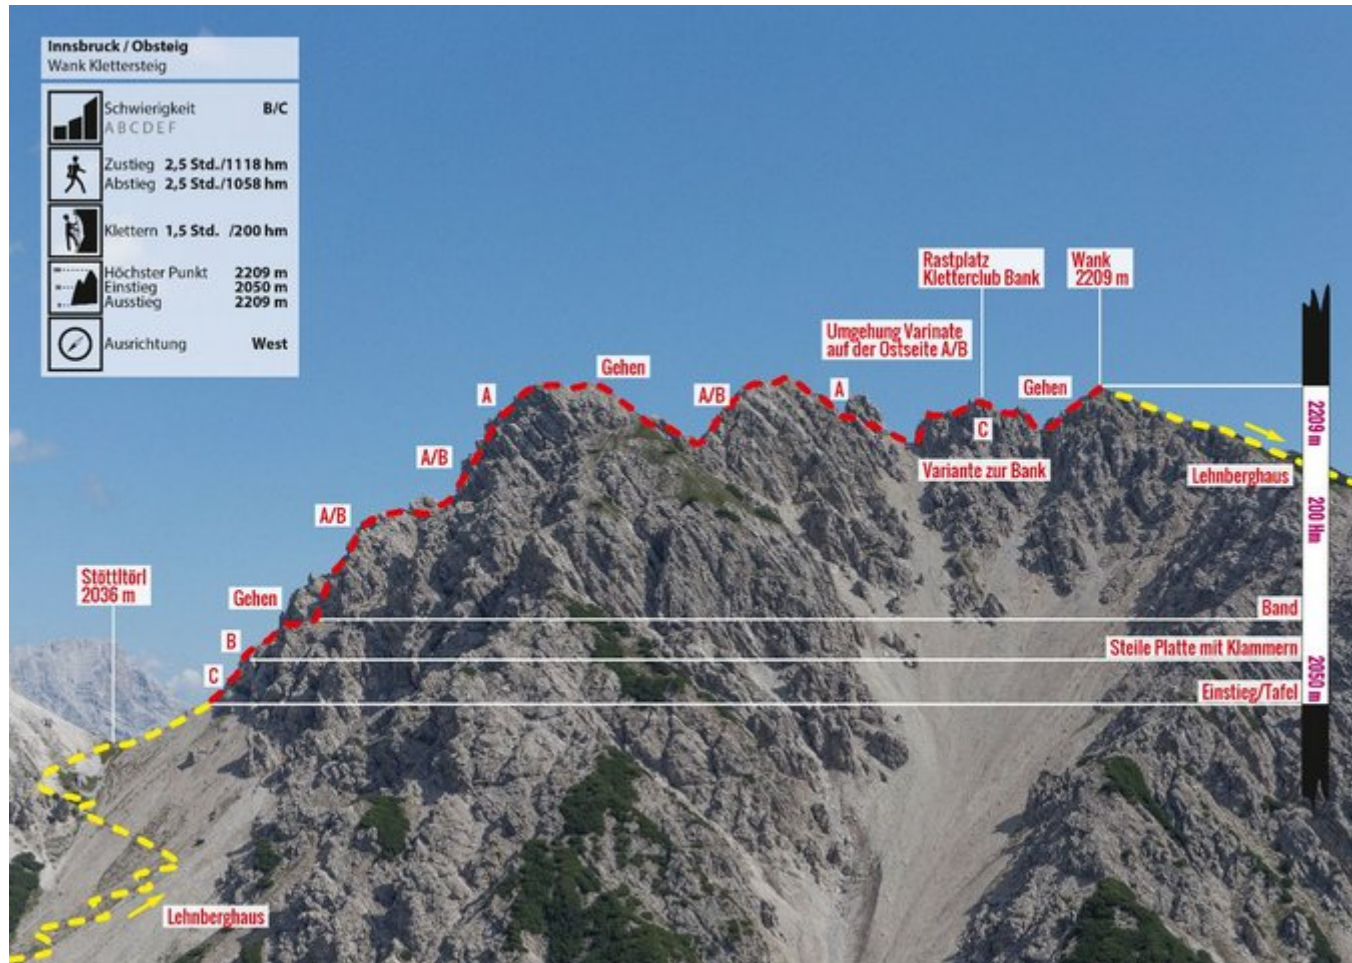 Innsbruck / Obsteig
Wank Klettersteig
Schwierigkeit B/C
A B C D E F
Zustieg 2,5 Std./1118 hm
Abstieg 2,5 Std./1058 hm
Klettern 1,5 Std. /200 hm
Höchster Punkt 2209 m
Einstieg 2050 m
Ausstieg 2209 m
Ausrichtung West
Rastplatz
Kletterclub Bank
Wank
2209 m
Umgehung Varinate
auf der Ostseite A/B
Gehen
A
A/B
A
Gehen
C
A/B
Variante zur Bank
Lehnberghaus
A/B
Stöttltörl
2036 m
Gehen
B
C
2209 m
200 Hm
2050 m
Band
Steile Platte mit Klammern
Einstieg/Tafel
Lehnberghaus